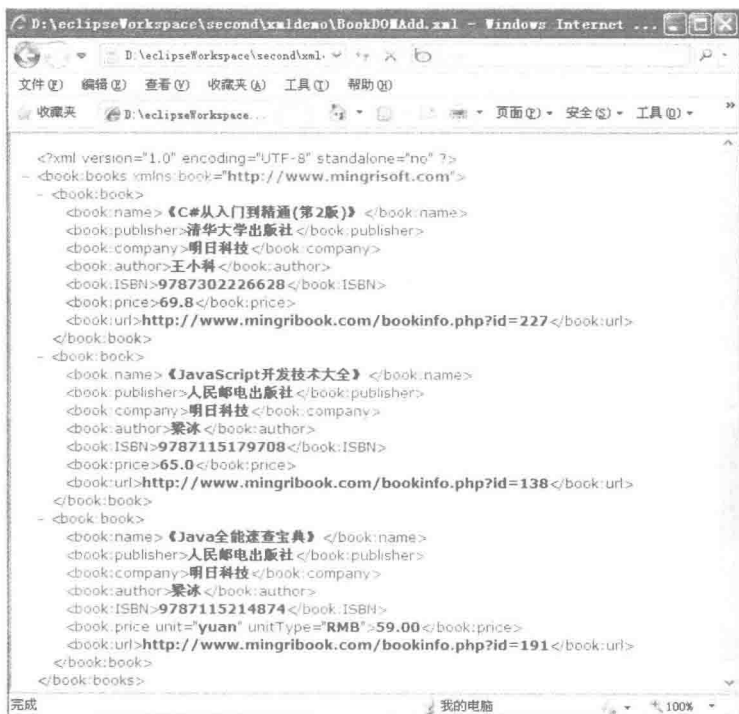 D:\eclipseWorkspace\second\xmldemo\BookDOMAdd.xml - Windows Internet ...
D:\eclipseWorkspace\second\xml
文件(F) 编辑(E) 查看(V) 收藏夹(A) 工具(T) 帮助(H)
收藏夹 D:\eclipseWorkspace... 页面(P) 安全(S) 工具(O) »
<?xml version="1.0" encoding="UTF-8" standalone="no" ?>
- <book:books xmlns:book="http://www.mingrisoft.com">
- <book:book>
<book:name>《C#从入门到精通(第2版)》</book:name>
<book:publisher>清华大学出版社</book:publisher>
<book:company>明日科技</book:company>
<book:author>王小科</book:author>
<book:ISBN>9787302226628</book:ISBN>
<book:price>69.8</book:price>
<book:url>http://www.mingribook.com/bookinfo.php?id=227</book:url>
</book:book>
- <book:book>
<book:name>《JavaScript开发技术大全》</book:name>
<book:publisher>人民邮电出版社</book:publisher>
<book:company>明日科技</book:company>
<book:author>梁冰</book:author>
<book:ISBN>9787115179708</book:ISBN>
<book:price>65.0</book:price>
<book:url>http://www.mingribook.com/bookinfo.php?id=138</book:url>
</book:book>
- <book:book>
<book:name>《Java全能速查宝典》</book:name>
<book:publisher>人民邮电出版社</book:publisher>
<book:company>明日科技</book:company>
<book:author>梁冰</book:author>
<book:ISBN>9787115214874</book:ISBN>
<book:price unit="yuan" unitType="RMB">59.00</book:price>
<book:url>http://www.mingribook.com/bookinfo.php?id=191</book:url>
</book:book>
</book:books>
完成 我的电脑 100%